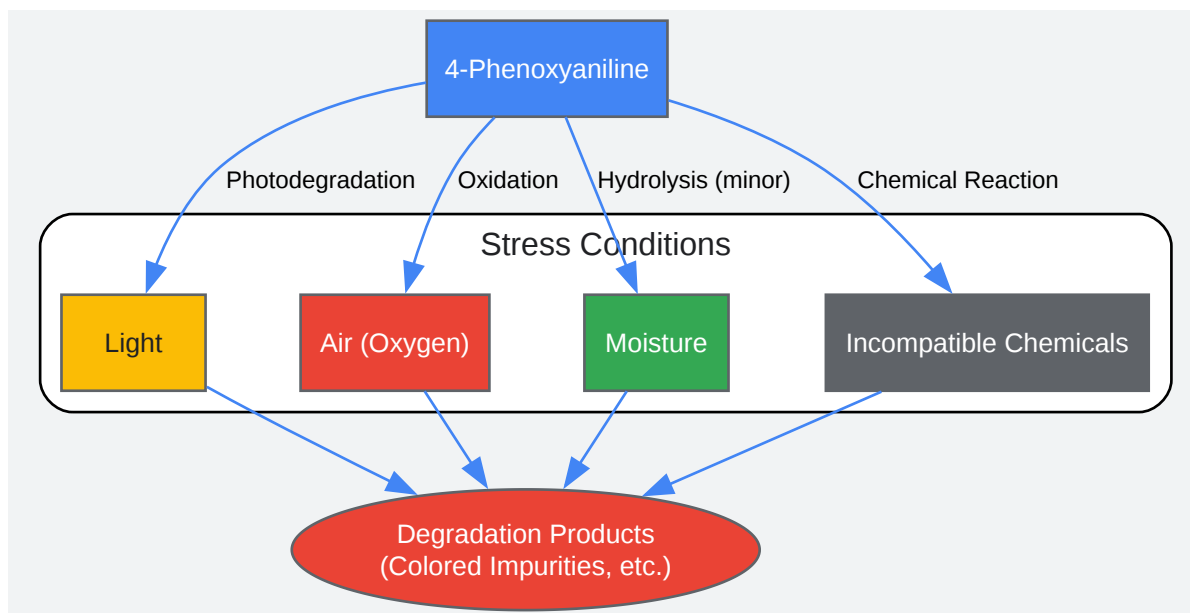 4-Phenoxyaniline
Photodegradation
Oxidation
Hydrolysis (minor)
Chemical Reaction
Stress Conditions
Light
Air (Oxygen)
Moisture
Incompatible Chemicals
Degradation Products
(Colored Impurities, etc.)